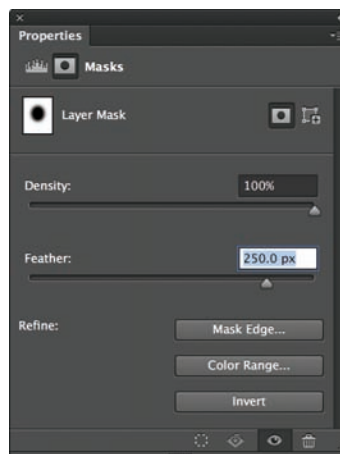 Properties
Masks
Layer Mask
Density: 100%
Feather: 250.0 px
Refine: Mask Edge...
Color Range...
Invert